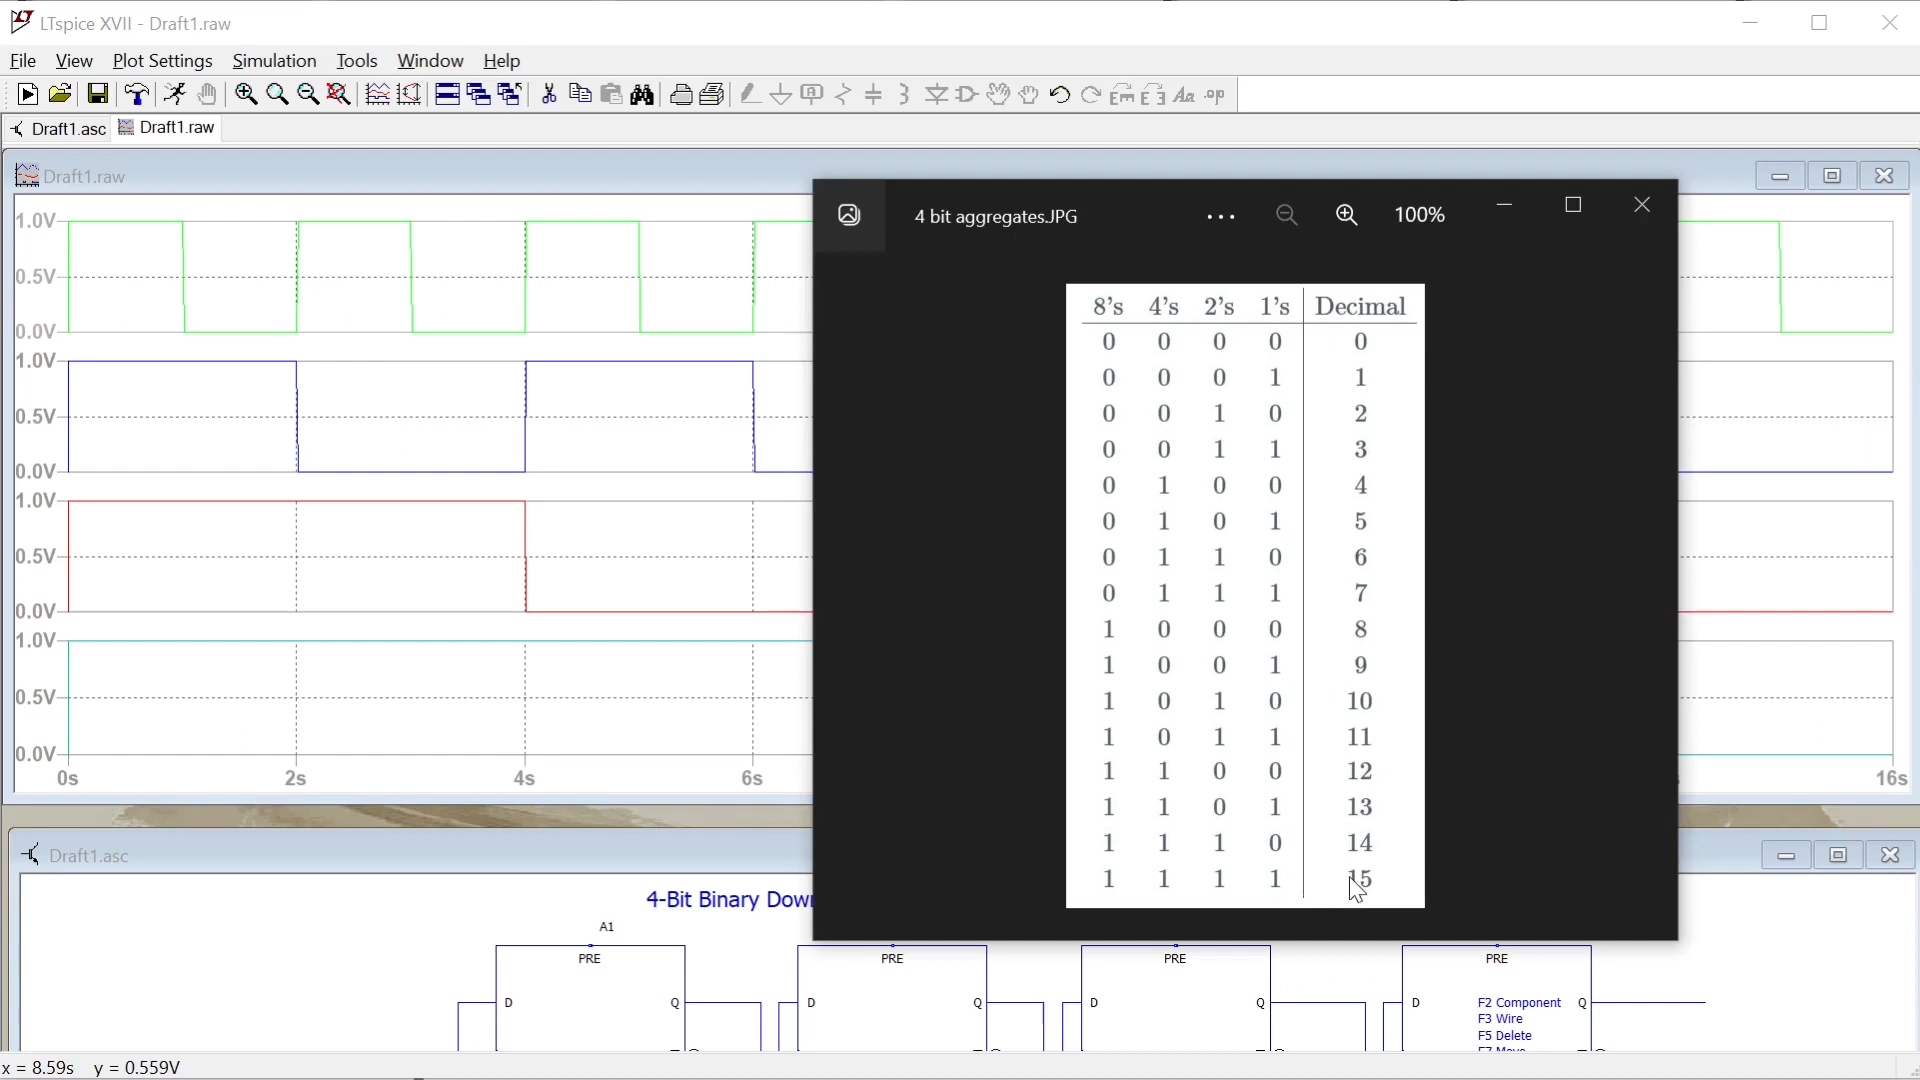 LTspice XVII - Draft1.raw
File View Plot Settings Simulation Tools Window Help
Draft1.asc Draft1.raw
Draft1.raw
1.0V
0.5V
0.0V
1.0V
0.5V
0.0V
1.0V
0.5V
0.0V
1.0V
0.5V
0.0V
0s 2s 4s 6s 16s
4 bit aggregates.JPG 100%
8's 4's 2's 1's Decimal
0 0 0 0 0
0 0 0 1 1
0 0 1 0 2
0 0 1 1 3
0 1 0 0 4
0 1 0 1 5
0 1 1 0 6
0 1 1 1 7
1 0 0 0 8
1 0 0 1 9
1 0 1 0 10
1 0 1 1 11
1 1 0 0 12
1 1 0 1 13
1 1 1 0 14
1 1 1 1 15
Draft1.asc
4-Bit Binary Down
A1
PRE PRE PRE PRE
D Q D Q D Q D Q
F2 Component
F3 Wire
F5 Delete
F7 Move
x = 8.59s y = 0.559V